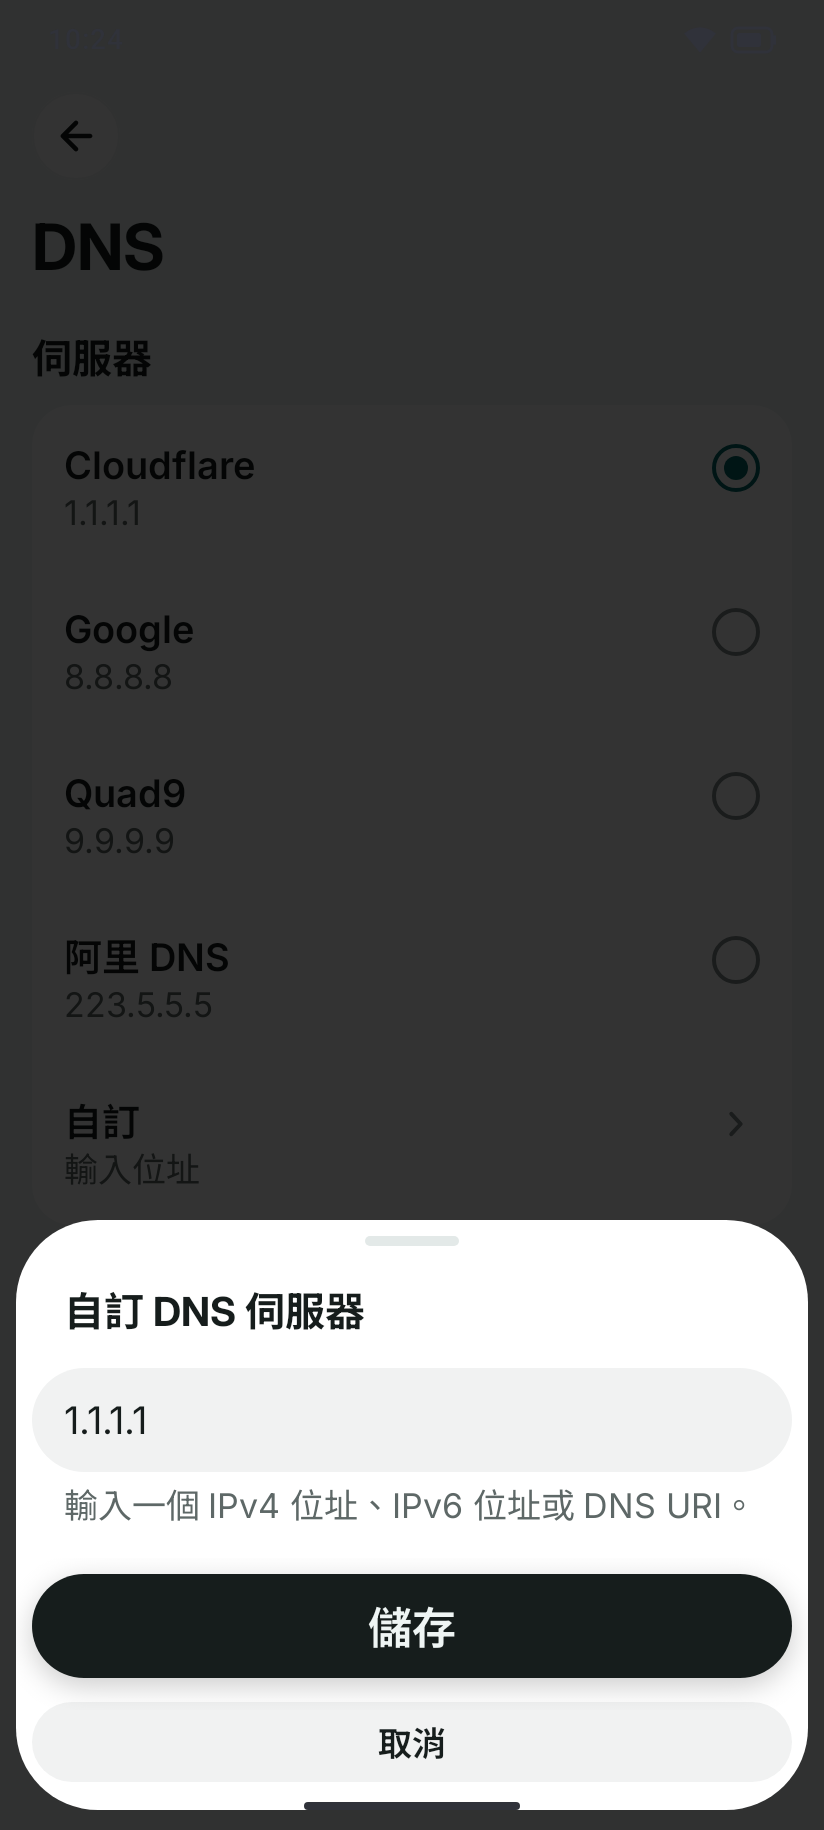 DNS
伺服器
Cloudflare
1.1.1.1
Google
8.8.8.8
Quad9
9.9.9.9
阿里 DNS
223.5.5.5
自訂
輸入位址
自訂 DNS 伺服器
1.1.1.1
輸入一個 IPv4 位址、IPv6 位址或 DNS URI。
儲存
取消